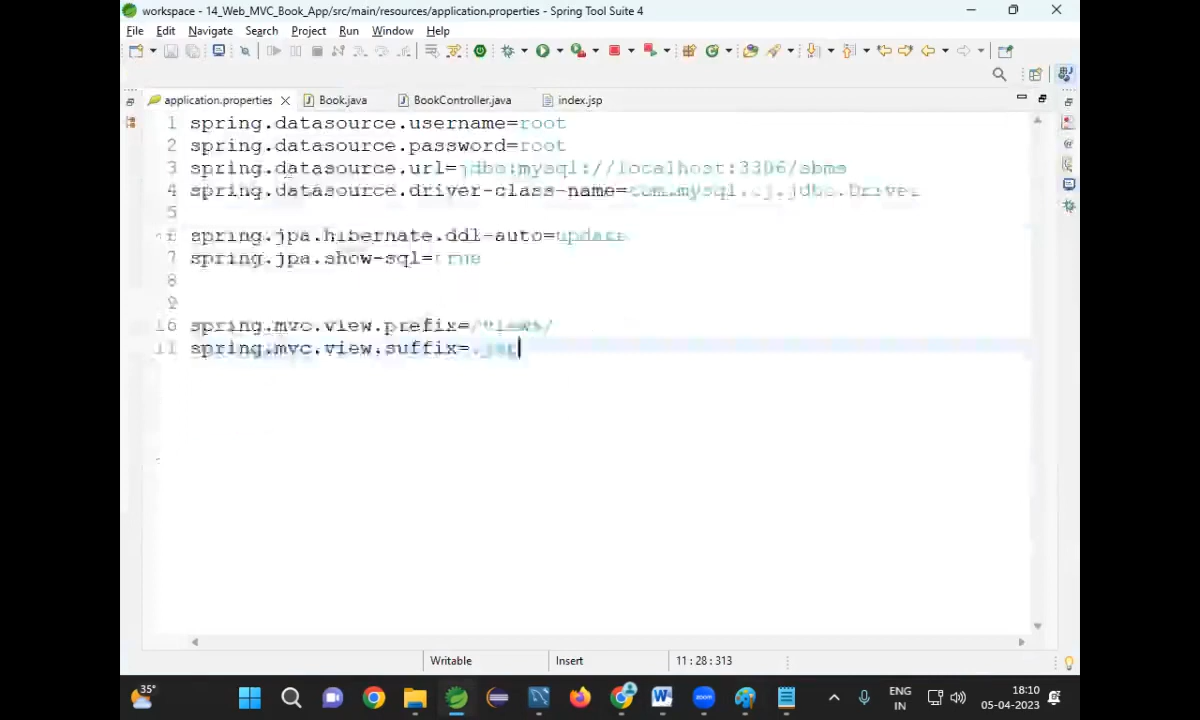 workspace - 14_Web_MVC_Book_App/src/main/resources/application.properties - Spring Tool Suite 4
File Edit Navigate Search Project Run Window Help
application.properties Book.java BookController.java index.jsp
1 spring.datasource.username=root
2 spring.datasource.password=root
3 spring.datasource.url=jdbc:mysql://localhost:3306/sbms
4 spring.datasource.driver-class-name=com.mysql.cj.jdbc.Driver
5
6 spring.jpa.hibernate.ddl-auto=update
7 spring.jpa.show-sql=true
8
9
10 spring.mvc.view.prefix=/views/
11 spring.mvc.view.suffix=.jsp
Writable Insert 11 : 28 : 313
35°
zoom
ENG
IN
18:10
05-04-2023